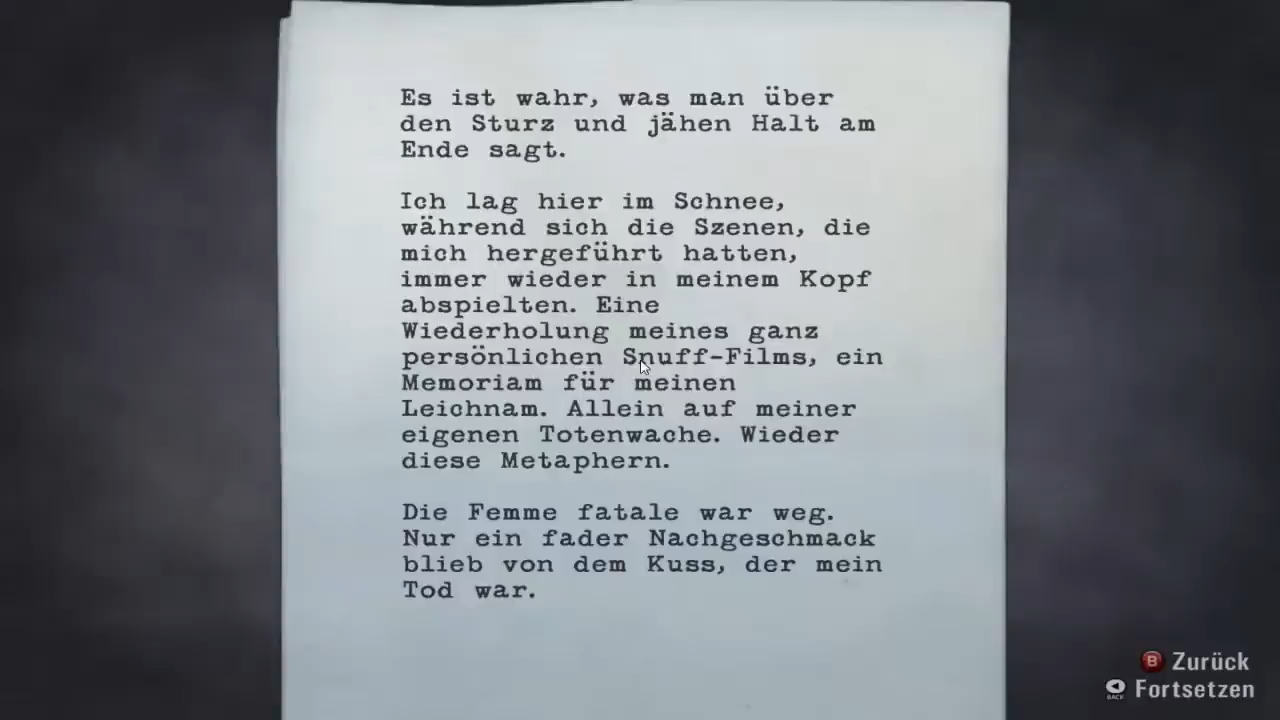 Es ist wahr, was man über
den Sturz und jähen Halt am
Ende sagt.
Ich lag hier im Schnee,
während sich die Szenen, die
mich hergeführt hatten,
immer wieder in meinem Kopf
abspielten. Eine
Wiederholung meines ganz
persönlichen Snuff-Films, ein
Memoriam für meinen
Leichnam. Allein auf meiner
eigenen Totenwache. Wieder
diese Metaphern.
Die Femme fatale war weg.
Nur ein fader Nachgeschmack
blieb von dem Kuss, der mein
Tod war.
B Zurück
BACK Fortsetzen